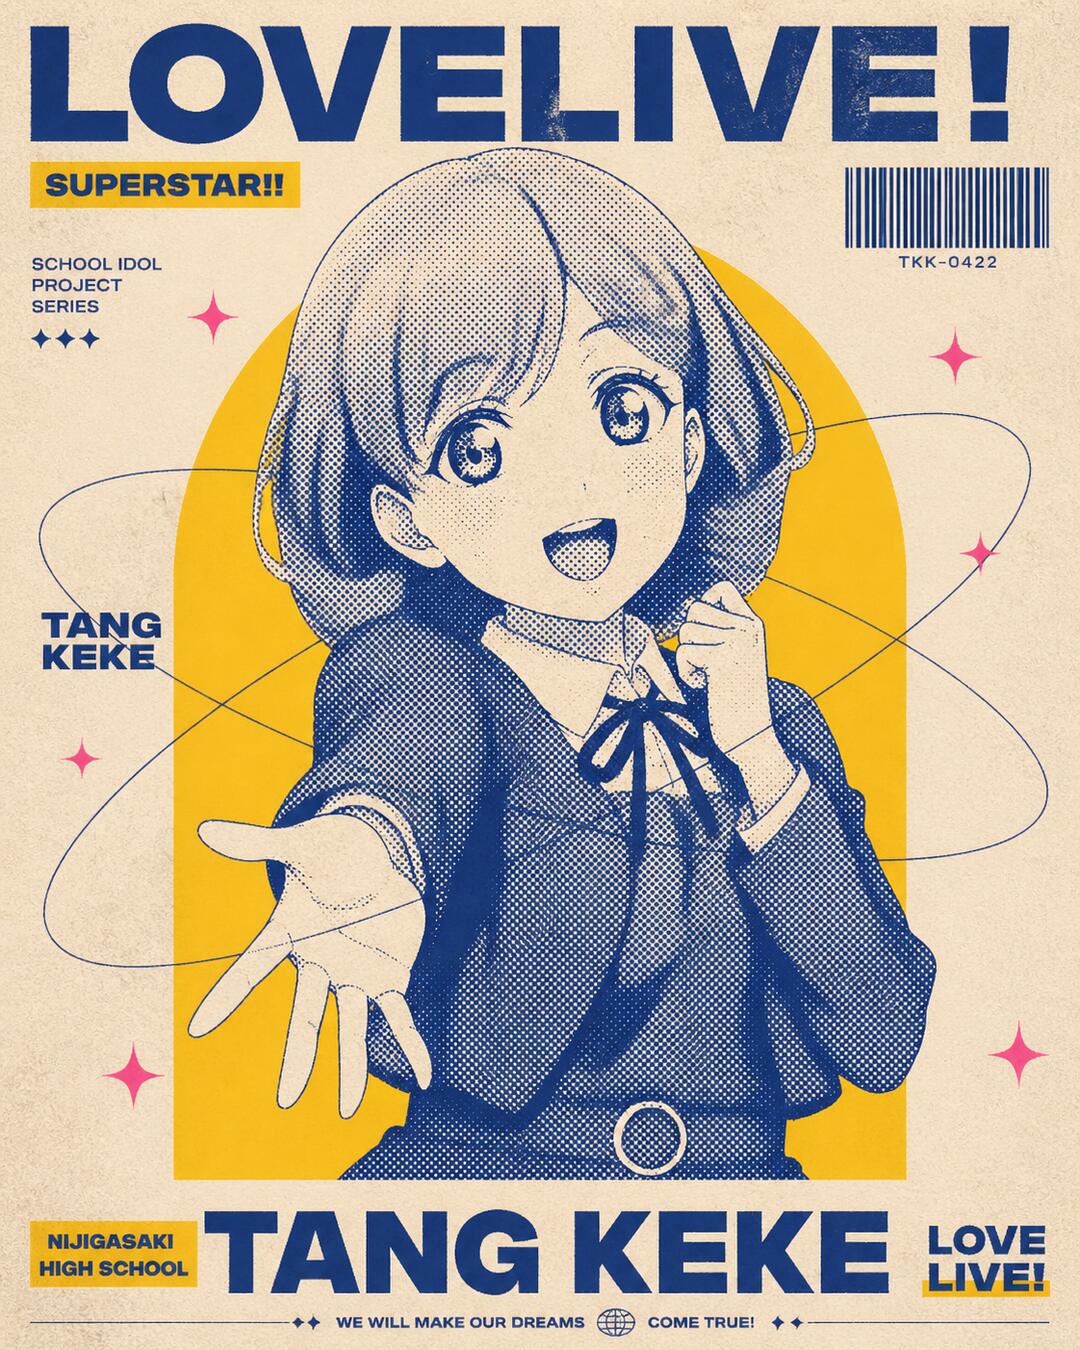 LOVELIVE!
SUPERSTAR!!
TKK-0422
SCHOOL IDOL
PROJECT
SERIES
TANG
KEKE
NIJIGASAKI
HIGH SCHOOL
TANG KEKE
LOVE
LIVE!
WE WILL MAKE OUR DREAMS COME TRUE!